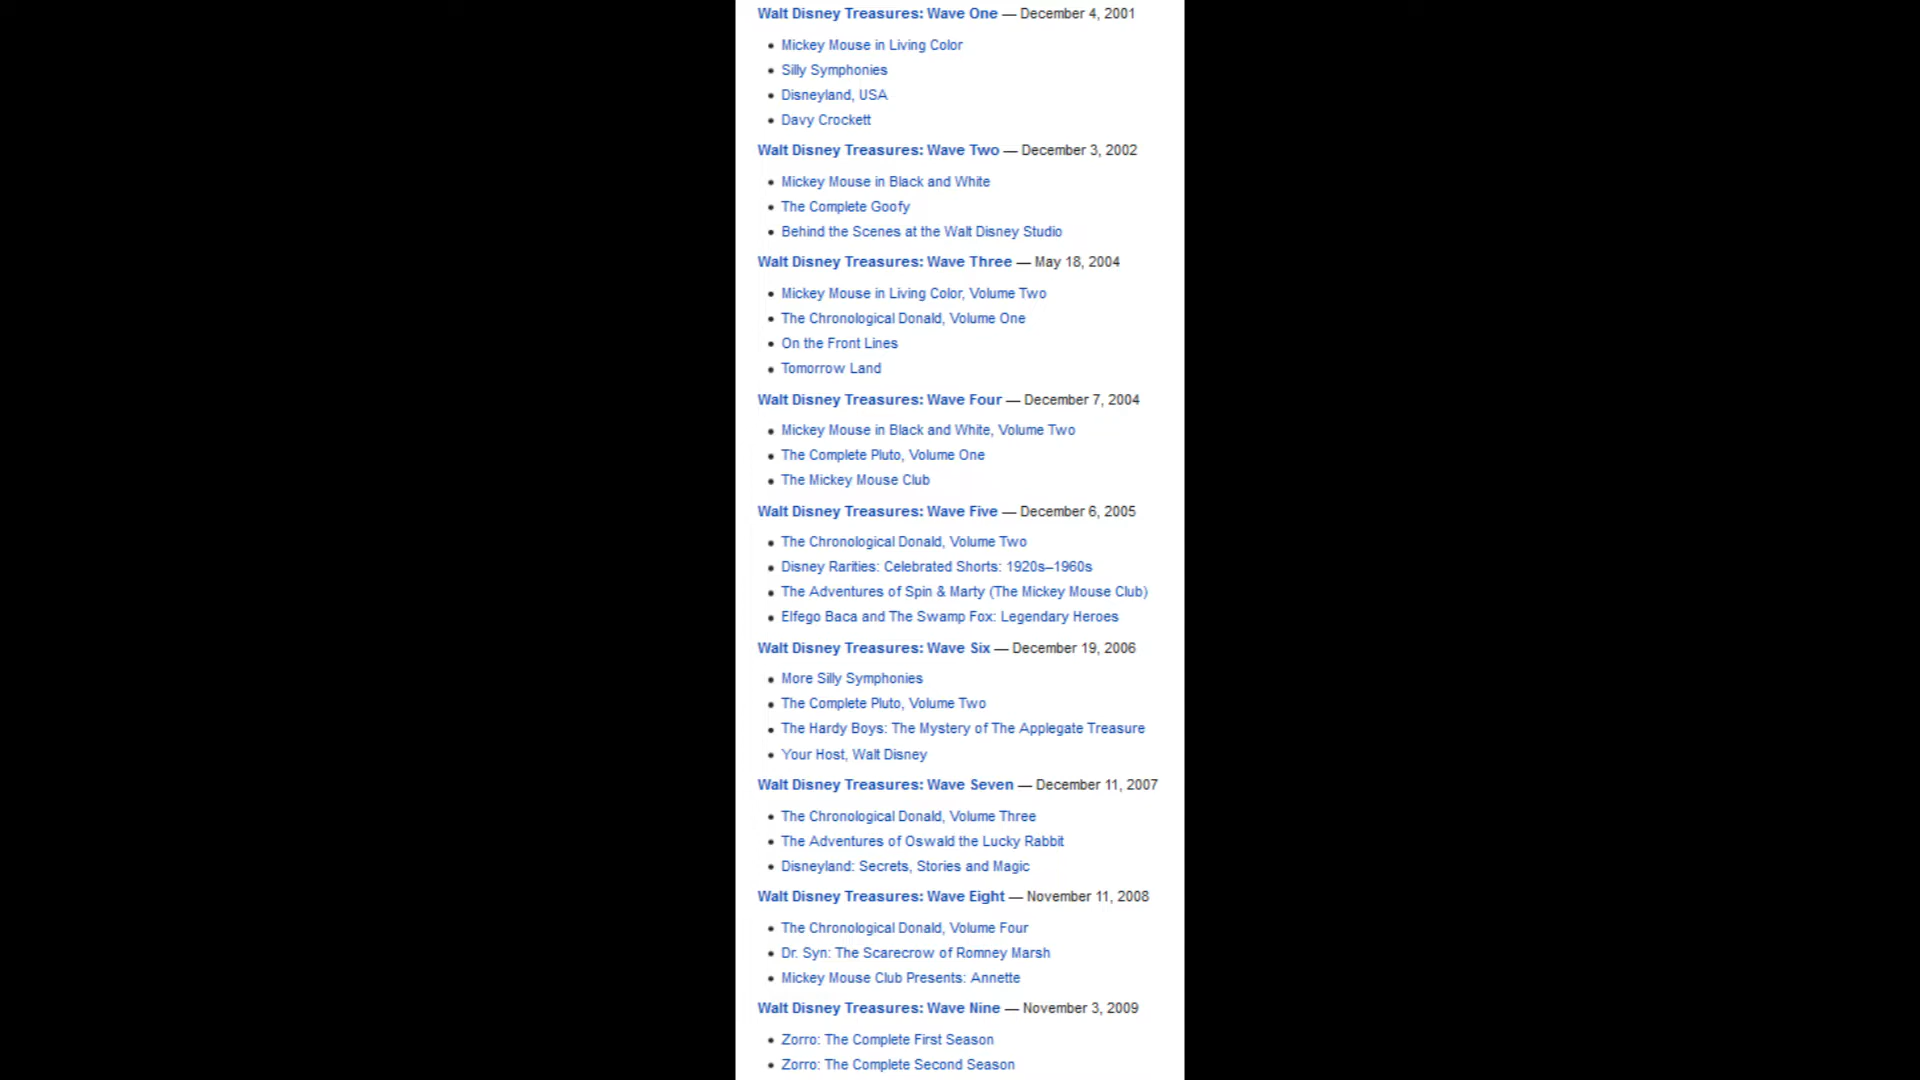 Walt Disney Treasures: Wave One — December 4, 2001
• Mickey Mouse in Living Color
• Silly Symphonies
• Disneyland, USA
• Davy Crockett
Walt Disney Treasures: Wave Two — December 3, 2002
• Mickey Mouse in Black and White
• The Complete Goofy
• Behind the Scenes at the Walt Disney Studio
Walt Disney Treasures: Wave Three — May 18, 2004
• Mickey Mouse in Living Color, Volume Two
• The Chronological Donald, Volume One
• On the Front Lines
• Tomorrow Land
Walt Disney Treasures: Wave Four — December 7, 2004
• Mickey Mouse in Black and White, Volume Two
• The Complete Pluto, Volume One
• The Mickey Mouse Club
Walt Disney Treasures: Wave Five — December 6, 2005
• The Chronological Donald, Volume Two
• Disney Rarities: Celebrated Shorts: 1920s–1960s
• The Adventures of Spin & Marty (The Mickey Mouse Club)
• Elfego Baca and The Swamp Fox: Legendary Heroes
Walt Disney Treasures: Wave Six — December 19, 2006
• More Silly Symphonies
• The Complete Pluto, Volume Two
• The Hardy Boys: The Mystery of The Applegate Treasure
• Your Host, Walt Disney
Walt Disney Treasures: Wave Seven — December 11, 2007
• The Chronological Donald, Volume Three
• The Adventures of Oswald the Lucky Rabbit
• Disneyland: Secrets, Stories and Magic
Walt Disney Treasures: Wave Eight — November 11, 2008
• The Chronological Donald, Volume Four
• Dr. Syn: The Scarecrow of Romney Marsh
• Mickey Mouse Club Presents: Annette
Walt Disney Treasures: Wave Nine — November 3, 2009
• Zorro: The Complete First Season
• Zorro: The Complete Second Season